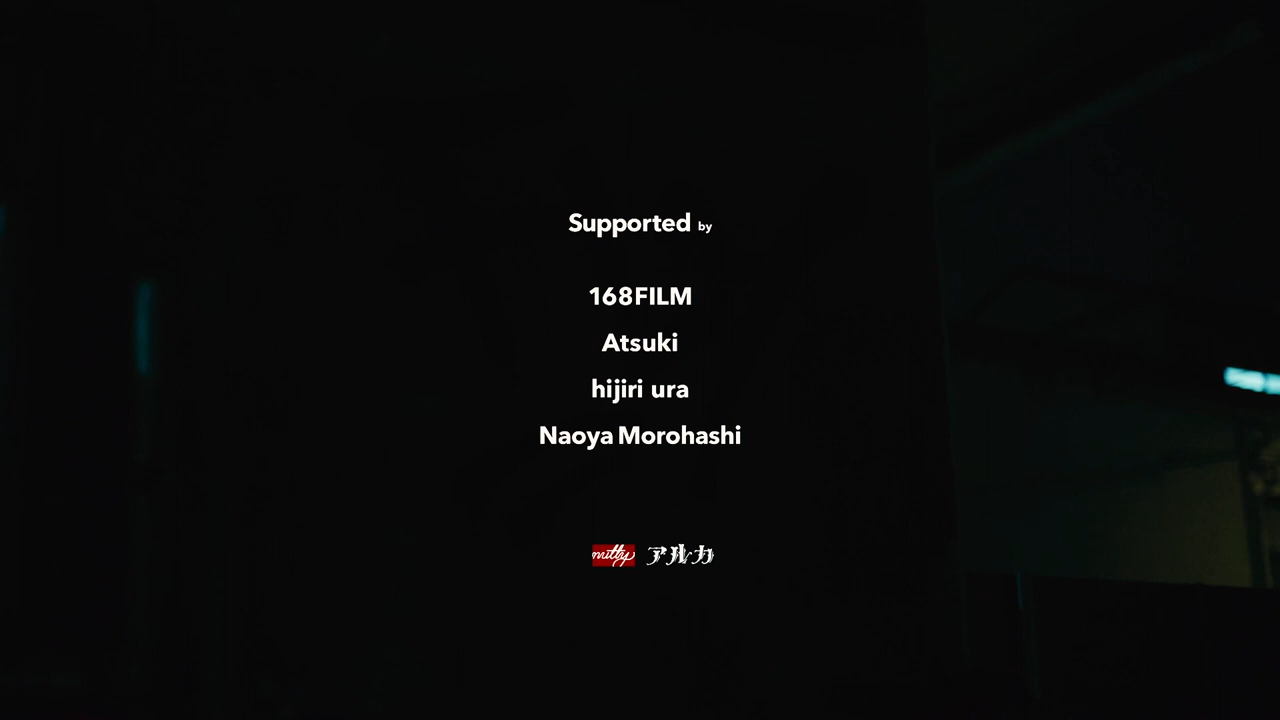 Supported by
168FILM
Atsuki
hijiri ura
Naoya Morohashi
mitty アルカ